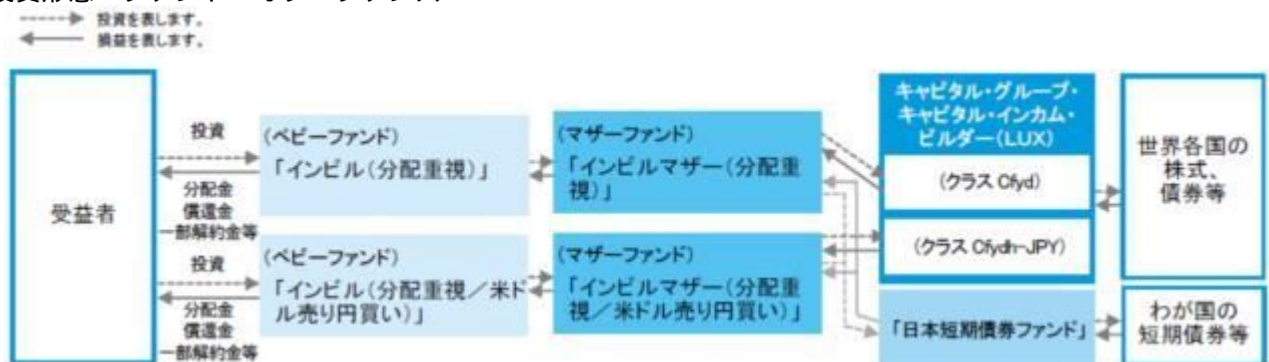 投資を表します。
損益を表します。
受益者
投資
分配金
償還金
一部解約金等
投資
分配金
償還金
一部解約金等
(ベビーファンド)
「インビル(分配重視)」
(ベビーファンド)
「インビル(分配重視/米ド
ル売り円買い)」
(マザーファンド)
「インビルマザー(分配重
視)」
(マザーファンド)
「インビルマザー(分配重
視/米ドル売り円買い)」
キャピタル・グループ・
キャピタル・インカム・
ビルダー(LUX)
(クラス Cfyd)
(クラス Cfydh-JPY)
「日本短期債券ファンド」
世界各国の
株式、
債券等
わが国の
短期債券等